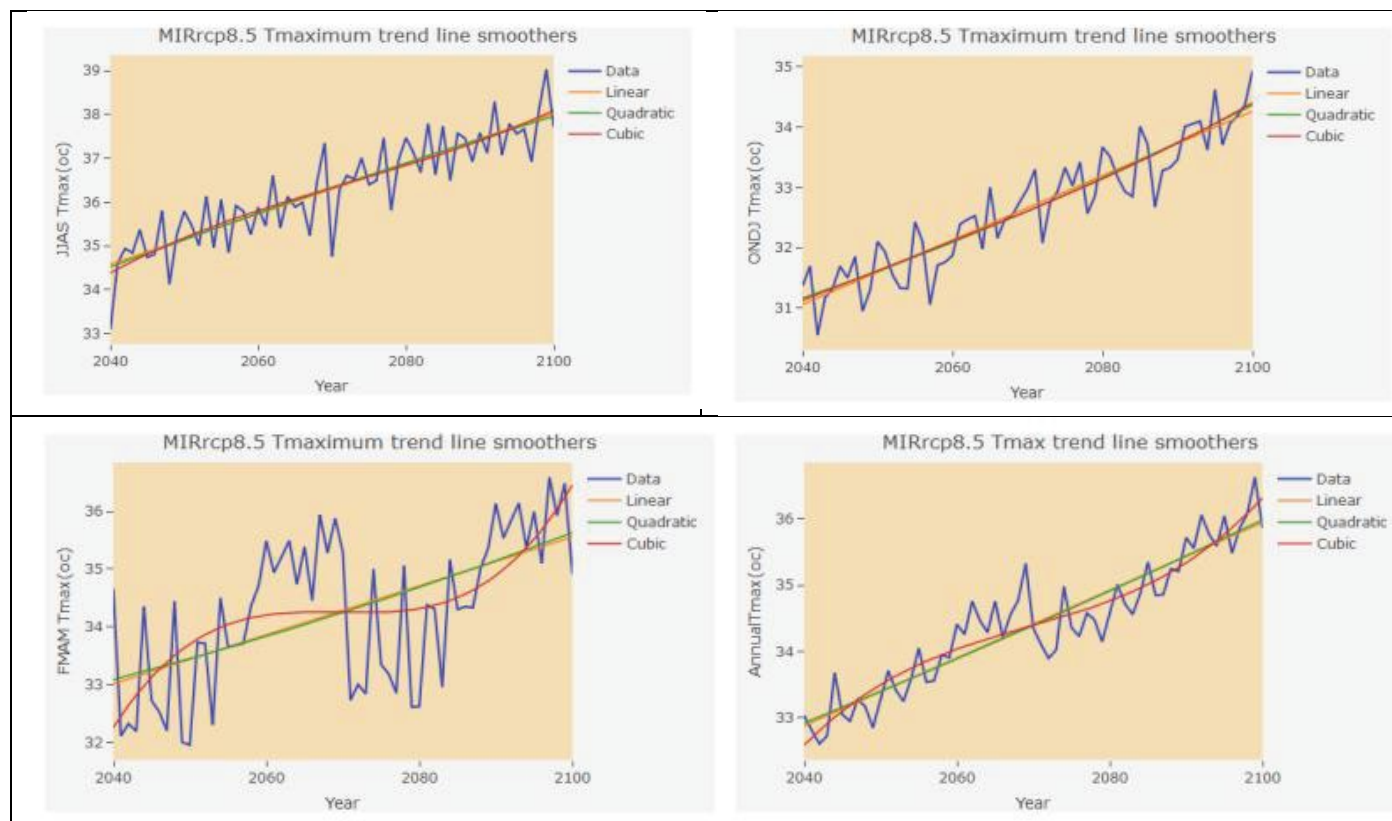 MIRrcp8.5 Tmaximum trend line smoothers
JJAS Tmax(oc)
39
38
37
36
35
34
33
2040
2060
2080
2100
Year
Data
Linear
Quadratic
Cubic
MIRrcp8.5 Tmaximum trend line smoothers
ONDJ Tmax(oc)
35
34
33
32
31
2040
2060
2080
2100
Year
Data
Linear
Quadratic
Cubic
MIRrcp8.5 Tmaximum trend line smoothers
FMAM Tmax(oc)
36
35
34
33
32
2040
2060
2080
2100
Year
Data
Linear
Quadratic
Cubic
MIRrcp8.5 Tmax trend line smoothers
AnnualTmax(oc)
36
35
34
33
2040
2060
2080
2100
Year
Data
Linear
Quadratic
Cubic